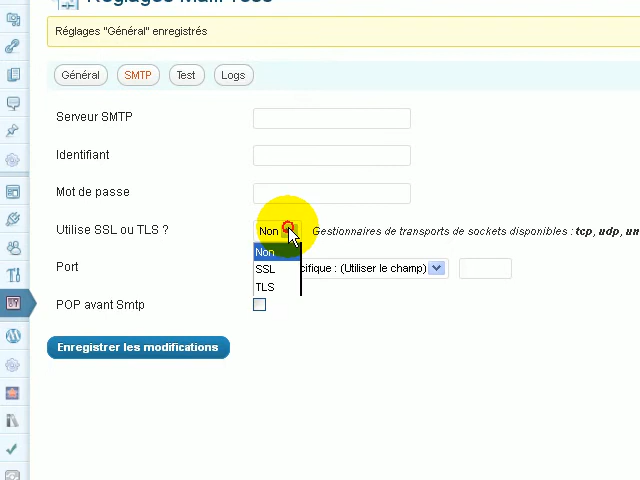 Réglages "Général" enregistrés
Général SMTP Test Logs
Serveur SMTP
Identifiant
Mot de passe
Utilise SSL ou TLS ? Non Gestionnaires de transports de sockets disponibles : tcp, udp,
Non
SSL
TLS
Port : (Utiliser le champ)
POP avant Smtp
Enregistrer les modifications